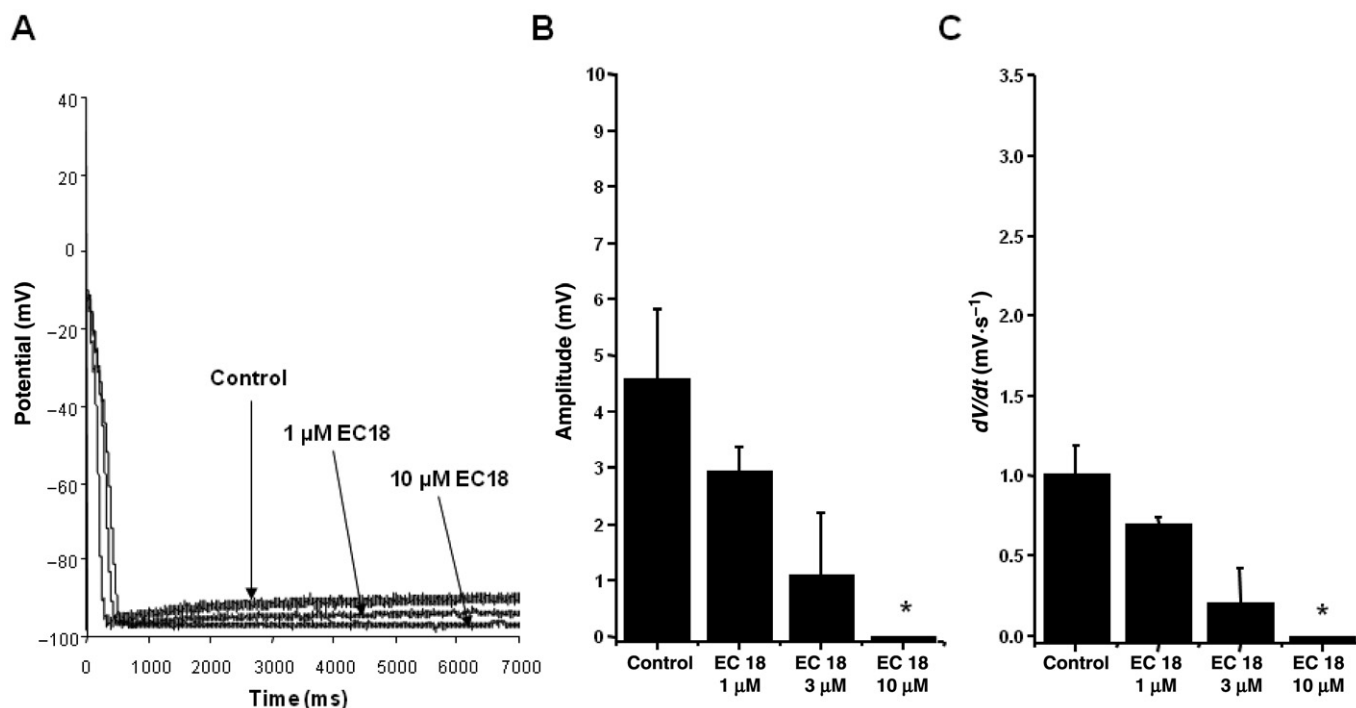 A
B
C
40
20
0
−20
−40
−60
−80
−100
Potential (mV)
Control
1 µM EC18
10 µM EC18
0
1000
2000
3000
4000
5000
6000
7000
Time (ms)
10
9
8
7
6
5
4
3
2
1
0
Amplitude (mV)
*
Control
EC 18
1 µM
EC 18
3 µM
EC 18
10 µM
3.5
3.0
2.5
2.0
1.5
1.0
0.5
0.0
dV/dt (mV·s⁻¹)
*
Control
EC 18
1 µM
EC 18
3 µM
EC 18
10 µM